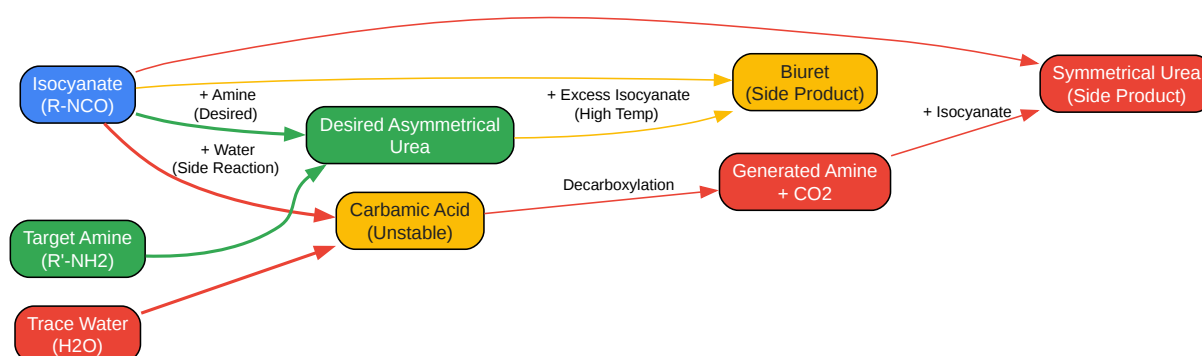 Isocyanate
(R-NCO)
+ Amine
(Desired)
+ Water
(Side Reaction)
Target Amine
(R'-NH2)
Trace Water
(H2O)
Desired Asymmetrical
Urea
Carbamic Acid
(Unstable)
+ Excess Isocyanate
(High Temp)
Decarboxylation
Biuret
(Side Product)
Generated Amine
+ CO2
+ Isocyanate
Symmetrical Urea
(Side Product)